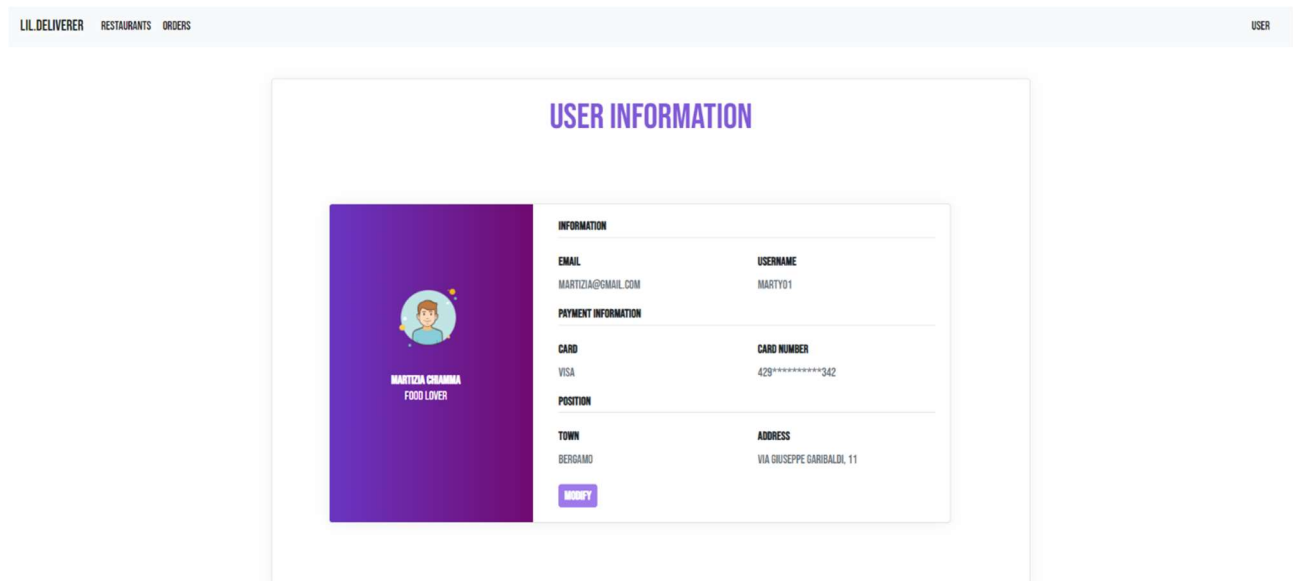 LIL.DELIVERER RESTAURANTS ORDERS USER
USER INFORMATION
MARTIZIA CHIAMMA
FOOD LOVER
INFORMATION
EMAIL USERNAME
MARTIZIA@GMAIL.COM MARTY01
PAYMENT INFORMATION
CARD CARD NUMBER
VISA 429**********342
POSITION
TOWN ADDRESS
BERGAMO VIA GIUSEPPE GARIBALDI, 11
MODIFY